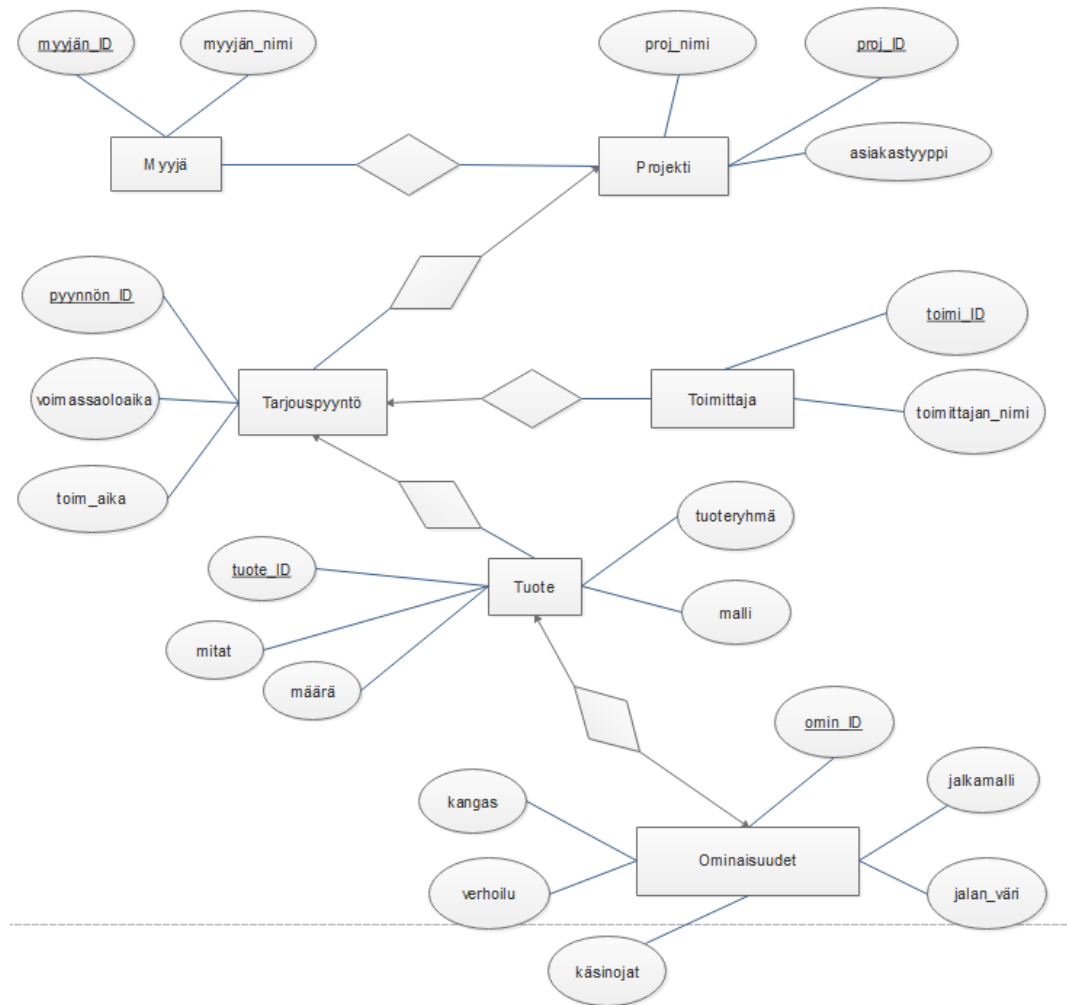 myyjän_ID
myyjän_nimi
proj_nimi
proj_ID
Myyjä
Projekti
asiakastyyppi
pyynnön_ID
toimi_ID
voimassaoloaika
Tarjouspyyntö
Toimittaja
toimittajan_nimi
toim_aika
tuoteryhmä
tuote_ID
Tuote
malli
mitat
määrä
omin_ID
kangas
jalkamalli
Ominaisuudet
verhoilu
jalan_väri
käsinojat